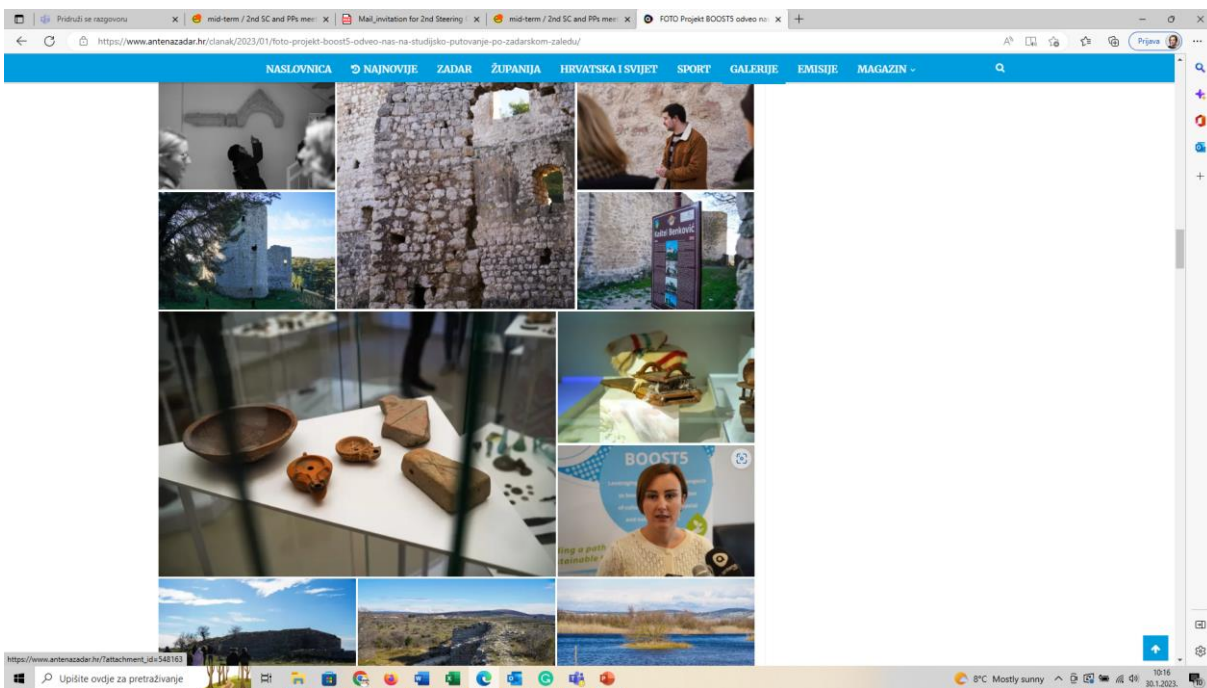 Pridruži se razgovoru
mid-term / 2nd SC and PPs mee
Mail_invitation for 2nd Steering
mid-term / 2nd SC and PPs mee
FOTO Projekt BOOST5 odveo na
https://www.antenazadar.hr/clanak/2023/01/foto-projekt-boost5-odveo-nas-na-studijsko-putovanje-po-zadarskom-zaledu/
Prijava
NASLOVNICA NAJNOVIJE ZADAR ŽUPANIJA HRVATSKA I SVIJET SPORT GALERIJE EMISIJE MAGAZIN
Kaštel Benković
BOOST5
https://www.antenazadar.hr/?attachment_id=548163
Upišite ovdje za pretraživanje
8°C Mostly sunny
10:16
30.1.2023.